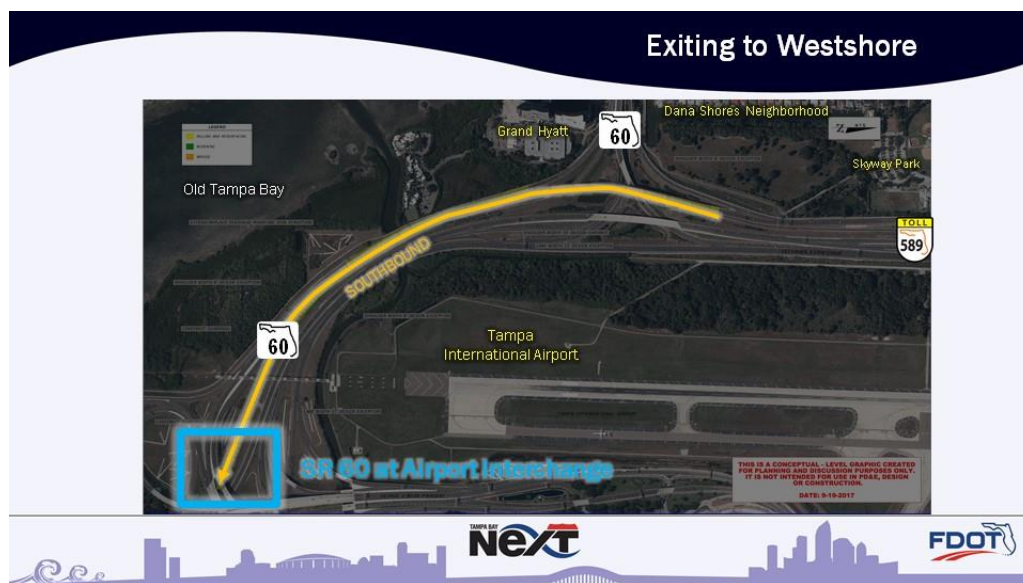 Exiting to Westshore
Dana Shores Neighborhood
Grand Hyatt
60
Skyway Park
LEGEND
Old Tampa Bay
TOLL
589
SOUTHBOUND
60
Tampa
International Airport
SR 60 at Airport Interchange
THIS IS A CONCEPTUAL - LEVEL GRAPHIC CREATED
FOR PLANNING AND DISCUSSION PURPOSES ONLY.
IT IS NOT INTENDED FOR USE IN PD&E, DESIGN
OR CONSTRUCTION.
DATE: 9-19-2017
TAMPA BAY
NEXT
FDOT